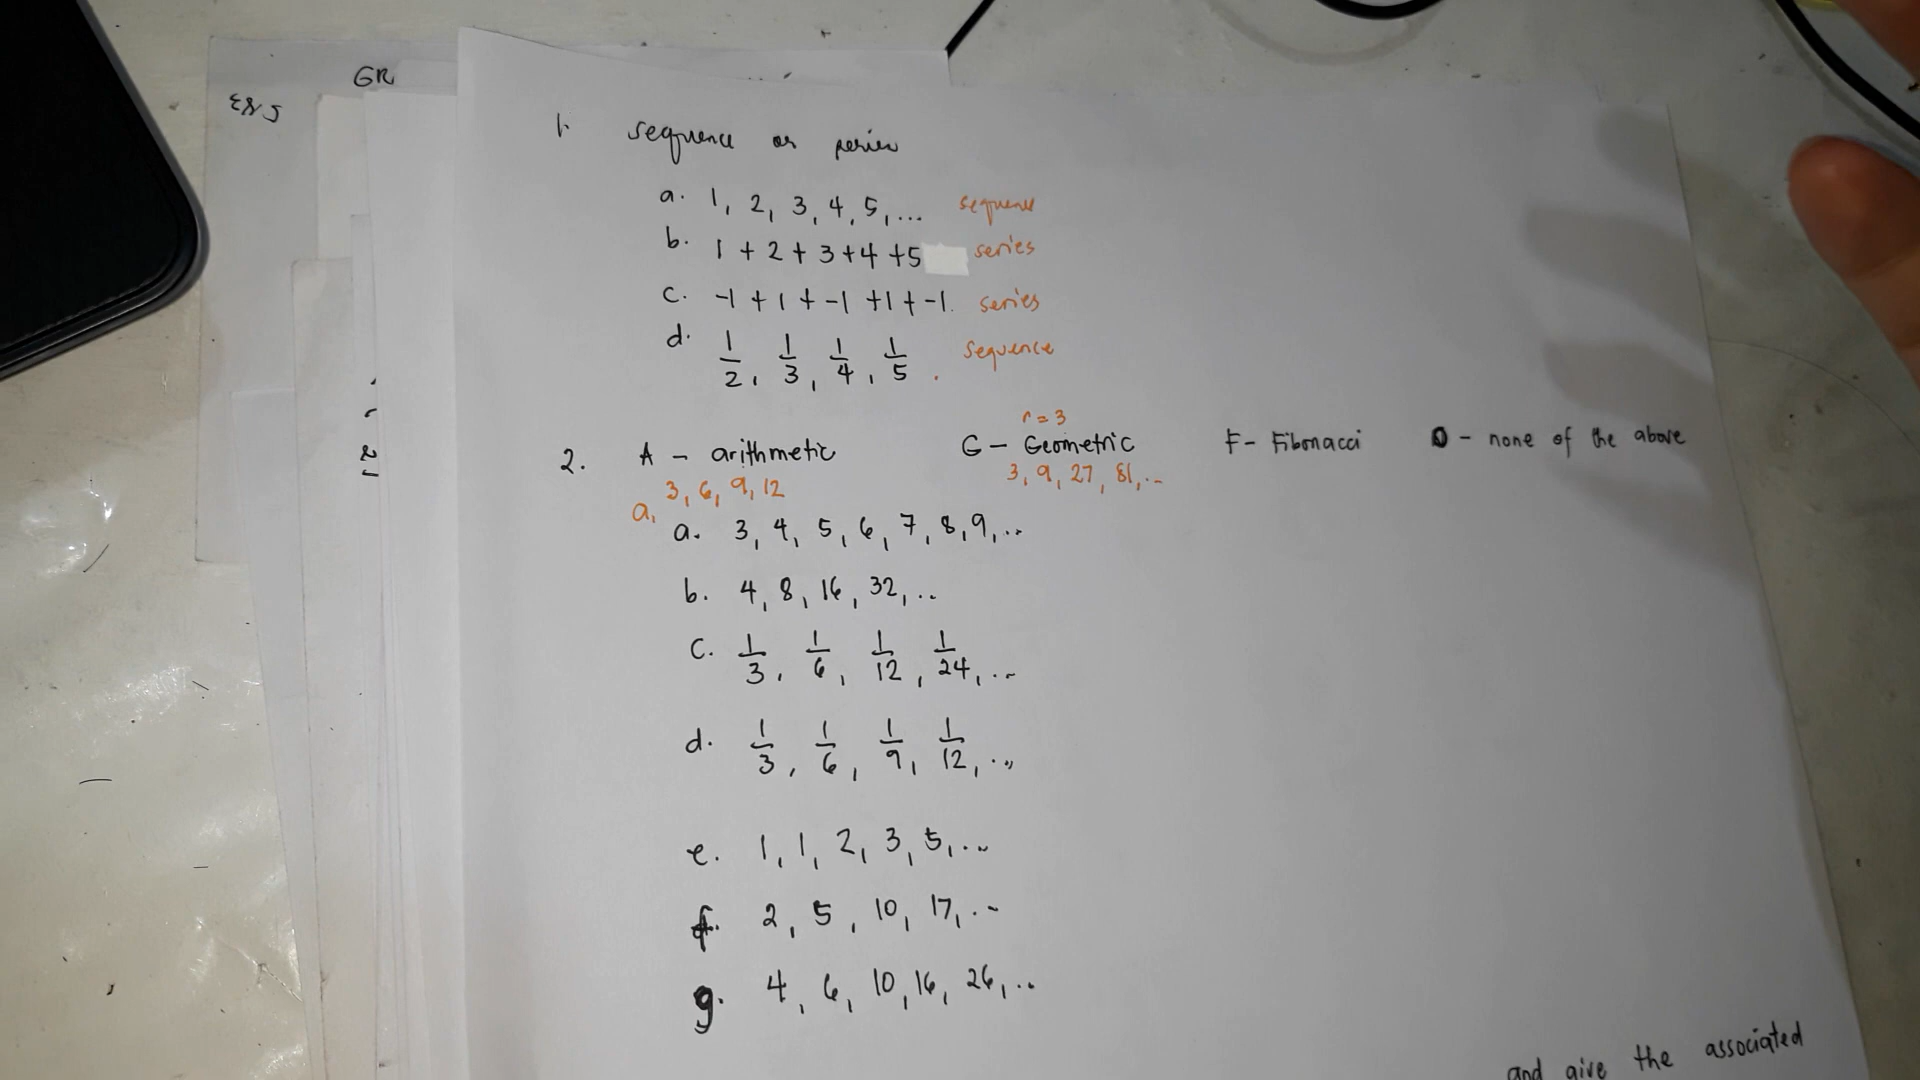 GR
1. sequence or series
a. 1, 2, 3, 4, 5, ... sequence
b. 1 + 2 + 3 + 4 + 5 series
c. -1 + 1 + -1 + 1 + -1. series
d. 1/2, 1/3, 1/4, 1/5. sequence
r = 3
2. A - arithmetic G - Geometric F - Fibonacci O - none of the above
3, 6, 9, 12 3, 9, 27, 81, ..
a,
a. 3, 4, 5, 6, 7, 8, 9, ..
b. 4, 8, 16, 32, ..
c. 1/3, 1/6, 1/12, 1/24, ..
d. 1/3, 1/6, 1/9, 1/12, ...
e. 1, 1, 2, 3, 5, ...
f. 2, 5, 10, 17, ..
g. 4, 6, 10, 16, 26, ..
and give the associated